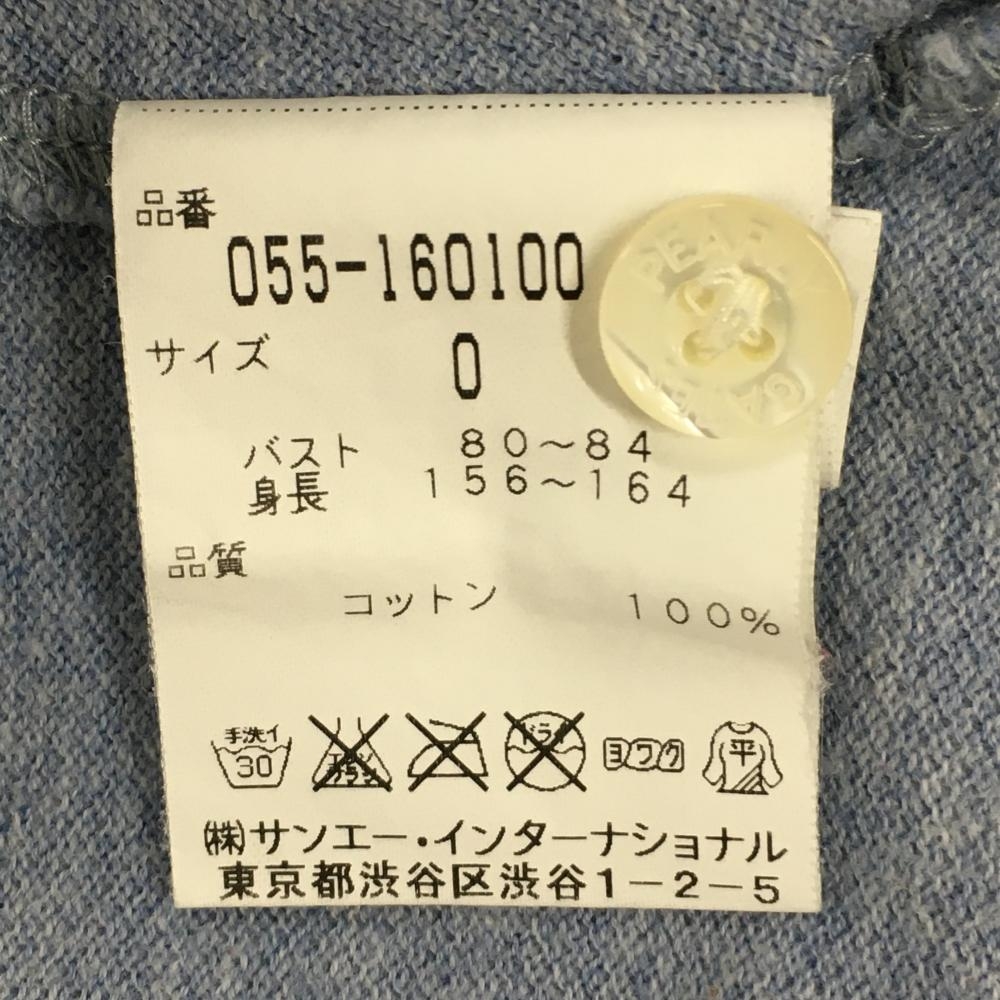 品番
055-160100
サイズ 0
バスト 80～84
身長 156～164
品質
コットン 100%
手洗イ
30
ヨワク
平
㈱サンエー・インターナショナル
東京都渋谷区渋谷1-2-5